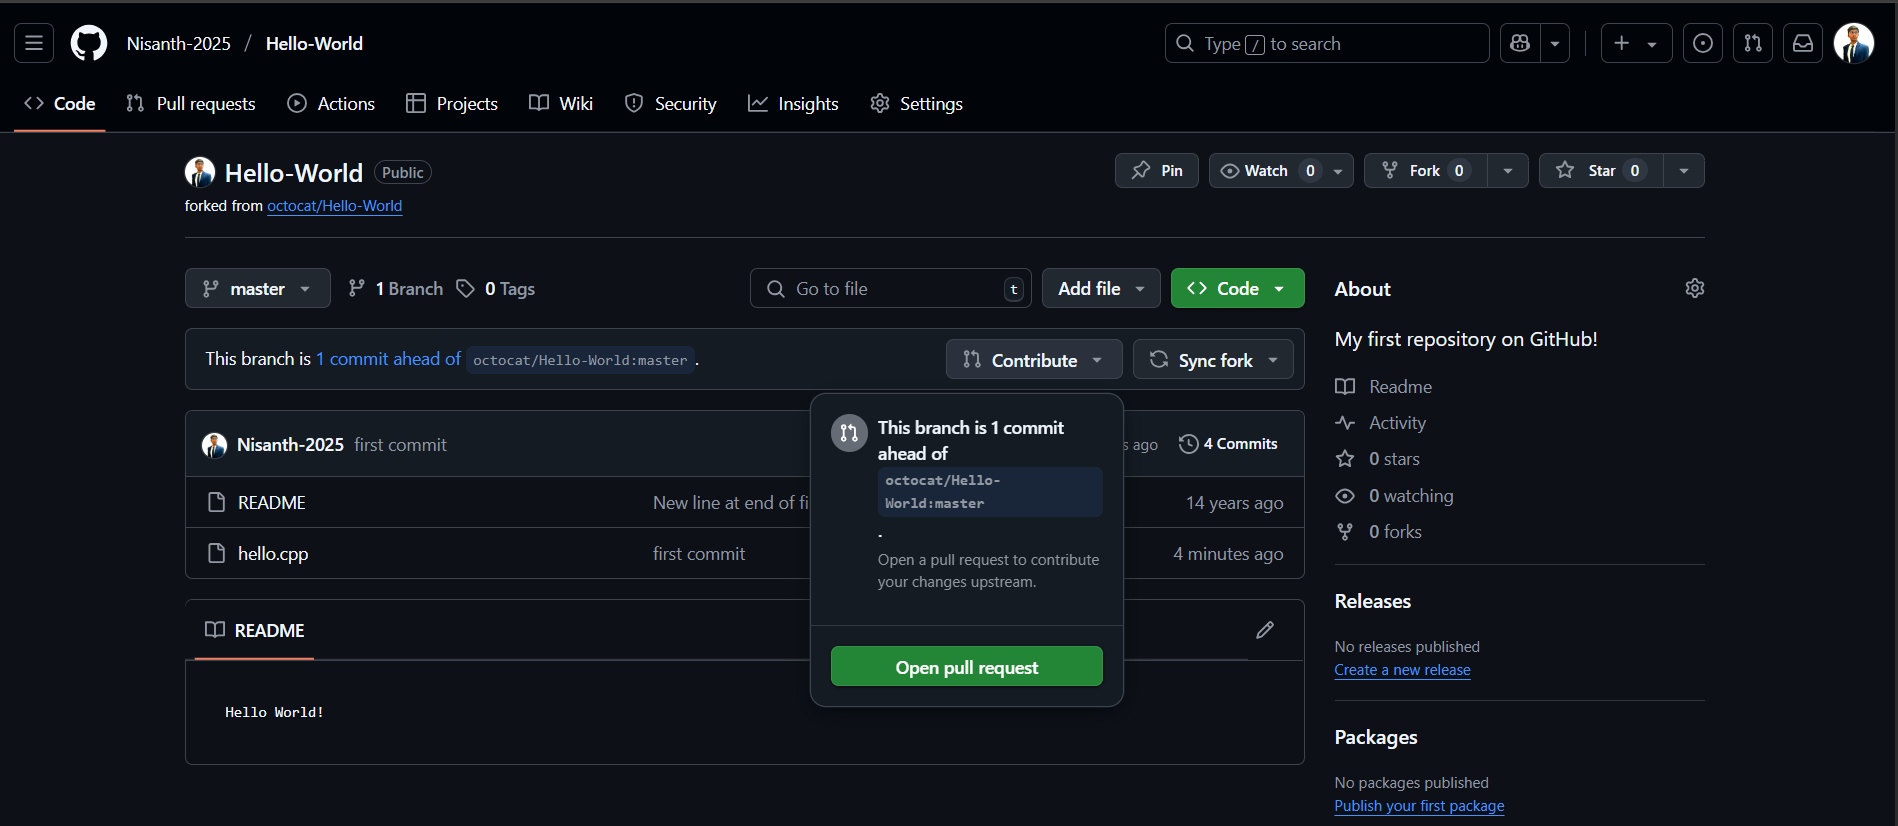 Nisanth-2025 / Hello-World
Type / to search
Code
Pull requests
Actions
Projects
Wiki
Security
Insights
Settings
Hello-World Public
forked from octocat/Hello-World
Pin
Watch 0
Fork 0
Star 0
master
1 Branch
0 Tags
Go to file t
Add file
Code
This branch is 1 commit ahead of octocat/Hello-World:master.
Contribute
Sync fork
This branch is 1 commit
ahead of
octocat/Hello-
World:master
.
Open a pull request to contribute
your changes upstream.
Open pull request
Nisanth-2025 first commit
ago
4 Commits
README
New line at end of
14 years ago
hello.cpp
first commit
4 minutes ago
README
Hello World!
About
My first repository on GitHub!
Readme
Activity
0 stars
0 watching
0 forks
Releases
No releases published
Create a new release
Packages
No packages published
Publish your first package